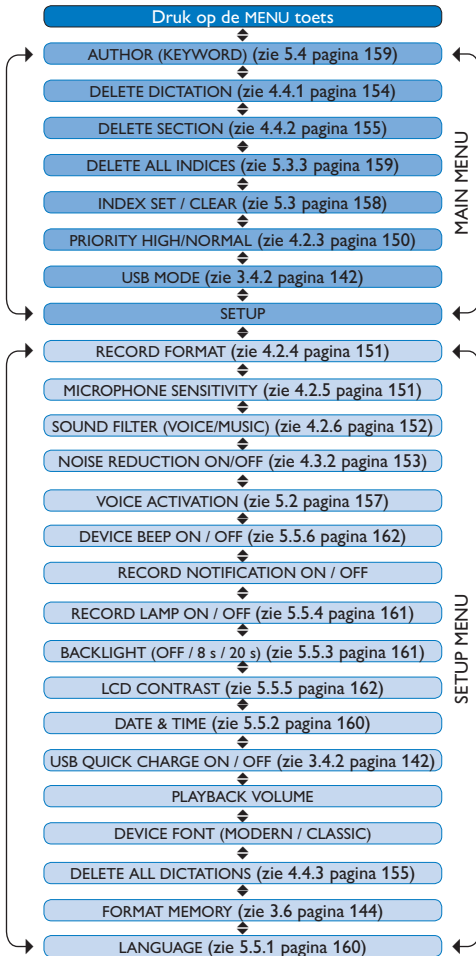 Druk op de MENU toets
AUTHOR (KEYWORD) (zie 5.4 pagina 159)
DELETE DICTATION (zie 4.4.1 pagina 154)
DELETE SECTION (zie 4.4.2 pagina 155)
DELETE ALL INDICES (zie 5.3.3 pagina 159)
INDEX SET / CLEAR (zie 5.3 pagina 158)
PRIORITY HIGH/NORMAL (zie 4.2.3 pagina 150)
USB MODE (zie 3.4.2 pagina 142)
SETUP
MAIN MENU
RECORD FORMAT (zie 4.2.4 pagina 151)
MICROPHONE SENSITIVITY (zie 4.2.5 pagina 151)
SOUND FILTER (VOICE/MUSIC) (zie 4.2.6 pagina 152)
NOISE REDUCTION ON/OFF (zie 4.3.2 pagina 153)
VOICE ACTIVATION (zie 5.2 pagina 157)
DEVICE BEEP ON / OFF (zie 5.5.6 pagina 162)
RECORD NOTIFICATION ON / OFF
RECORD LAMP ON / OFF (zie 5.5.4 pagina 161)
BACKLIGHT (OFF / 8 s / 20 s) (zie 5.5.3 pagina 161)
LCD CONTRAST (zie 5.5.5 pagina 162)
DATE & TIME (zie 5.5.2 pagina 160)
USB QUICK CHARGE ON / OFF (zie 3.4.2 pagina 142)
PLAYBACK VOLUME
DEVICE FONT (MODERN / CLASSIC)
DELETE ALL DICTATIONS (zie 4.4.3 pagina 155)
FORMAT MEMORY (zie 3.6 pagina 144)
LANGUAGE (zie 5.5.1 pagina 160)
SETUP MENU